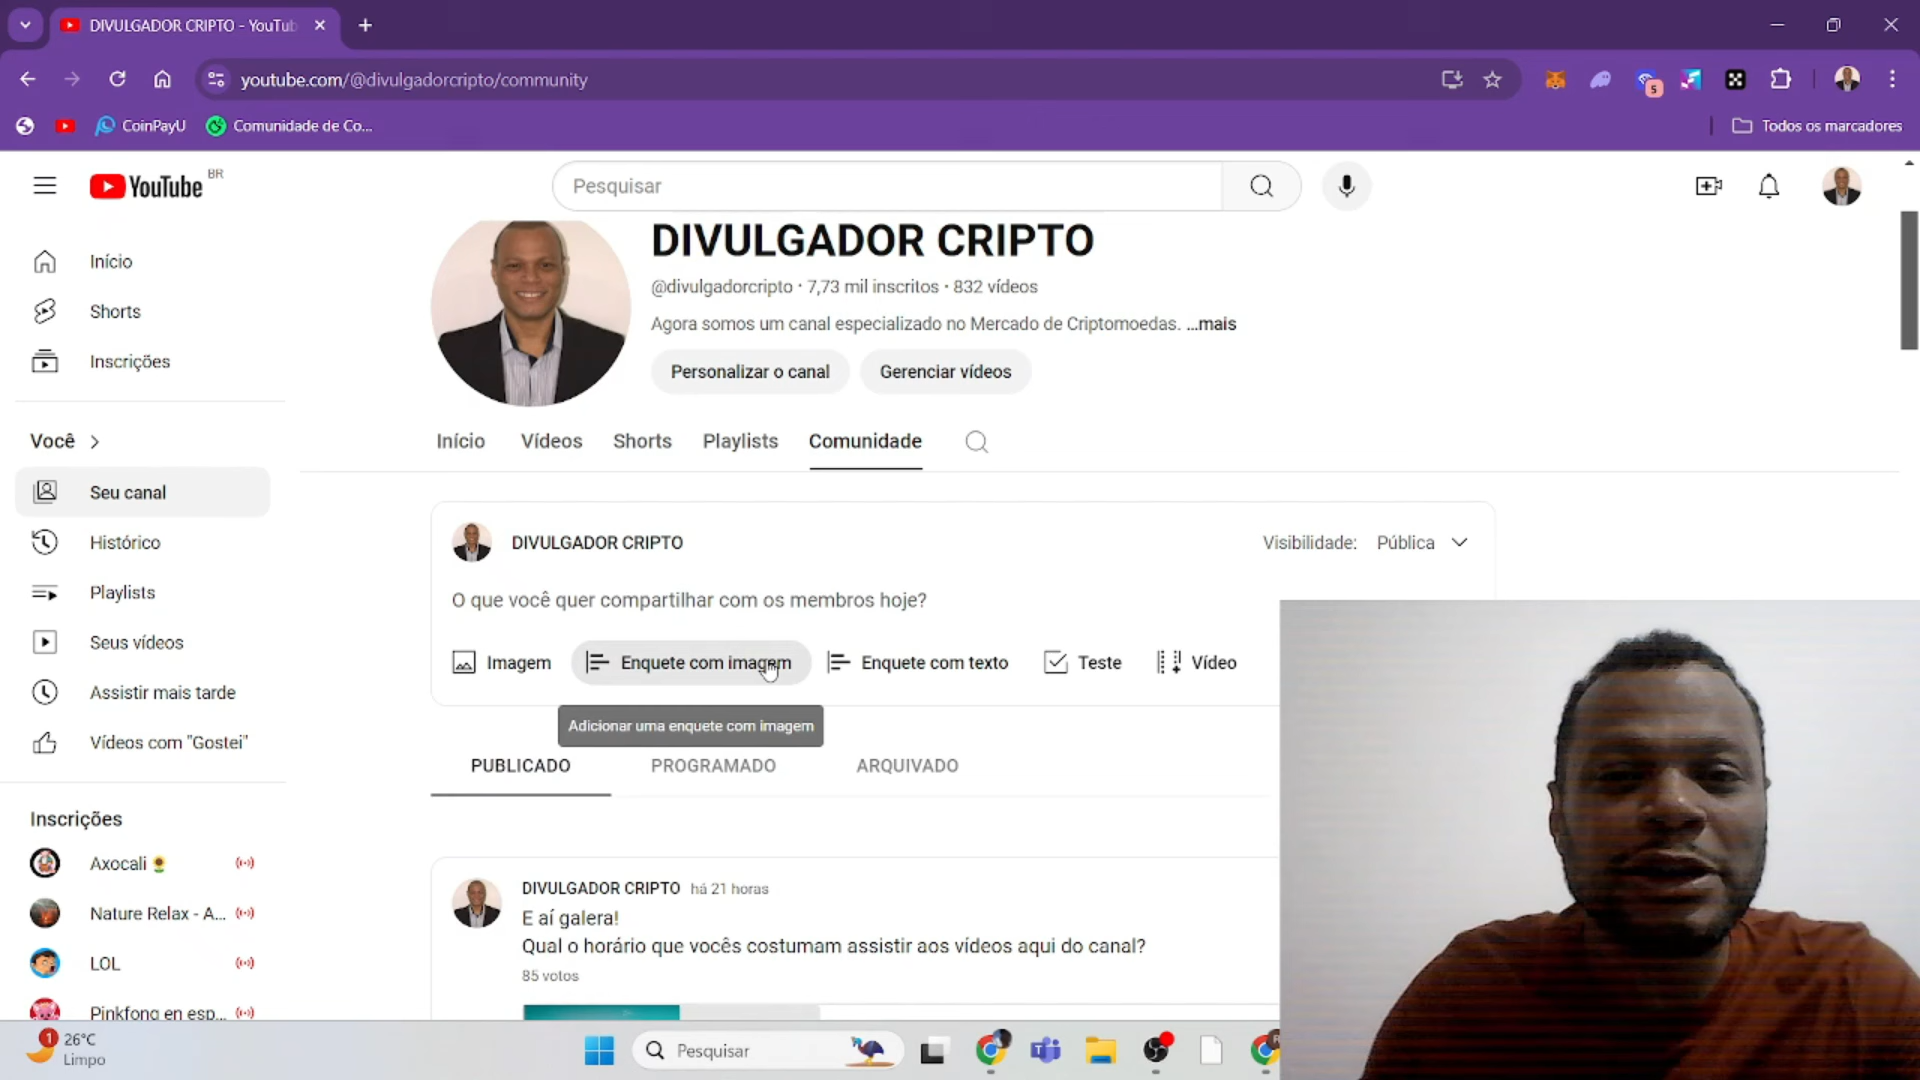 DIVULGADOR CRIPTO - YouTub
youtube.com/@divulgadorcripto/community
5
CoinPayU
Comunidade de Co...
Todos os marcadores
YouTube BR
Pesquisar
DIVULGADOR CRIPTO
@divulgadorcripto · 7,73 mil inscritos · 832 vídeos
Agora somos um canal especializado no Mercado de Criptomoedas. ...mais
Personalizar o canal
Gerenciar vídeos
Início
Shorts
Inscrições
Você
Seu canal
Histórico
Playlists
Seus vídeos
Assistir mais tarde
Vídeos com "Gostei"
Inscrições
Axocali
Nature Relax - A...
LOL
Pinkfong en esp...
Início
Vídeos
Shorts
Playlists
Comunidade
DIVULGADOR CRIPTO
Visibilidade: Pública
O que você quer compartilhar com os membros hoje?
Imagem
Enquete com imagem
Enquete com texto
Teste
Vídeo
Adicionar uma enquete com imagem
PUBLICADO
PROGRAMADO
ARQUIVADO
DIVULGADOR CRIPTO há 21 horas
E aí galera!
Qual o horário que vocês costumam assistir aos vídeos aqui do canal?
85 votos
1
26°C
Limpo
Pesquisar